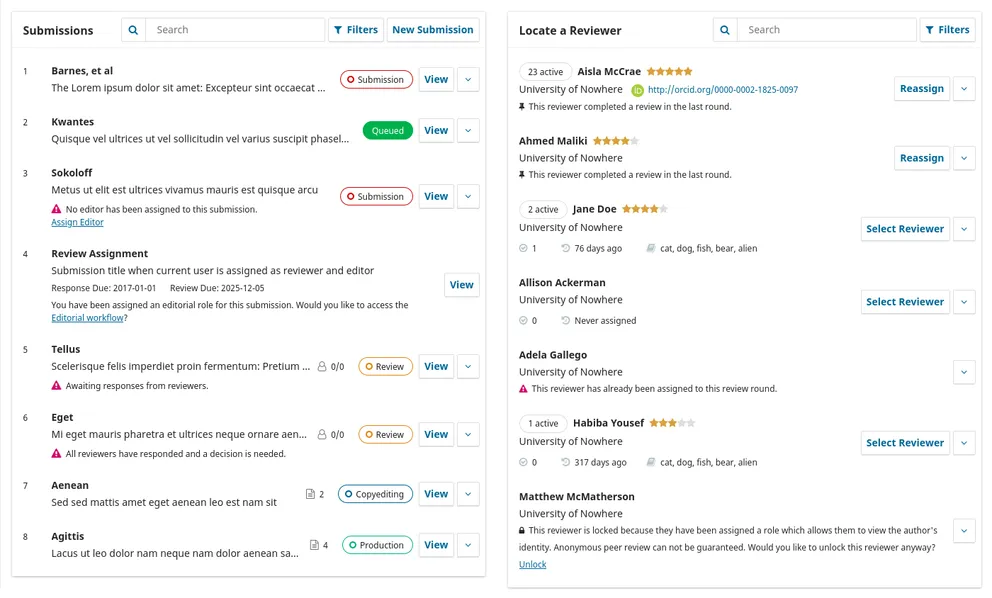 Submissions
Search
Filters
New Submission
1
Barnes, et al
The Lorem ipsum dolor sit amet: Excepteur sint occaecat ...
Submission
View
2
Kwantes
Quisque vel ultrices ut vel sollicitudin vel varius suscipit phasel...
Queued
View
3
Sokoloff
Metus ut elit est ultrices vivamus mauris est quisque arcu
Submission
View
No editor has been assigned to this submission.
Assign Editor
4
Review Assignment
Submission title when current user is assigned as reviewer and editor
Response Due: 2017-01-01 Review Due: 2025-12-05
View
You have been assigned an editorial role for this submission. Would you like to access the
Editorial workflow?
5
Tellus
Scelerisque felis imperdiet proin fermentum: Pretium ...
0/0
Review
View
Awaiting responses from reviewers.
6
Eget
Mi eget mauris pharetra et ultrices neque ornare aen...
0/0
Review
View
All reviewers have responded and a decision is needed.
7
Aenean
Sed sed mattis amet eget aenean leo est nam sit
2
Copyediting
View
8
Agittis
Lacus ut leo dolor nam neque nam dolor aenean sa...
4
Production
View
Locate a Reviewer
Search
Filters
23 active Aisla McCrae
University of Nowhere iD http://orcid.org/0000-0002-1825-0097
This reviewer completed a review in the last round.
Reassign
Ahmed Maliki
University of Nowhere
This reviewer completed a review in the last round.
Reassign
2 active Jane Doe
University of Nowhere
1 76 days ago cat, dog, fish, bear, alien
Select Reviewer
Allison Ackerman
University of Nowhere
0 Never assigned
Select Reviewer
Adela Gallego
University of Nowhere
This reviewer has already been assigned to this review round.
1 active Habiba Yousef
University of Nowhere
0 317 days ago cat, dog, fish, bear, alien
Select Reviewer
Matthew McMatherson
University of Nowhere
This reviewer is locked because they have been assigned a role which allows them to view the author's
identity. Anonymous peer review can not be guaranteed. Would you like to unlock this reviewer anyway?
Unlock